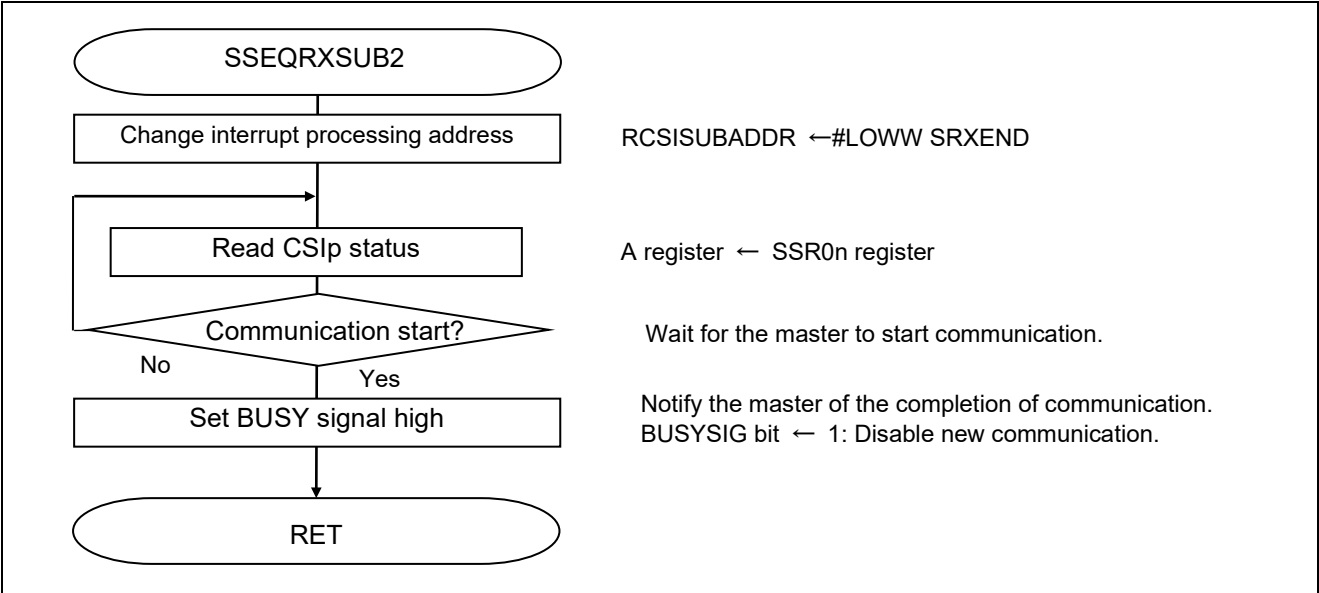 SSEQRXSUB2
Change interrupt processing address
RCSISUBADDR ←#LOWW SRXEND
Read CSIp status
A register ← SSR0n register
Communication start?
Wait for the master to start communication.
No
Yes
Set BUSY signal high
Notify the master of the completion of communication.
BUSYSIG bit ← 1: Disable new communication.
RET